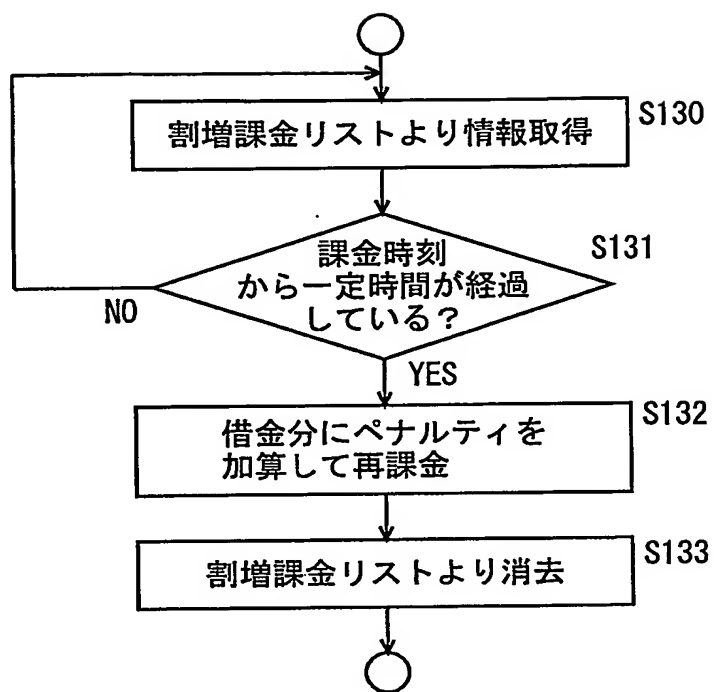 割増課金リストより情報取得
S130
課金時刻
から一定時間が経過
している？
S131
NO
YES
借金分にペナルティを
加算して再課金
S132
割増課金リストより消去
S133